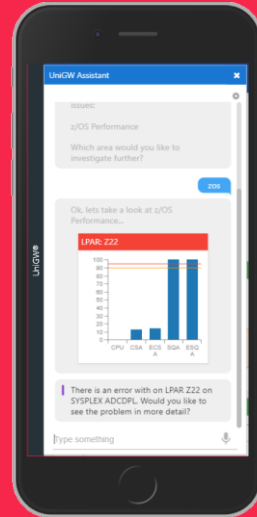 UniGW Assistant ×
issues:
z/OS Performance
Which area would you like to
investigate further?
zos
Ok, lets take a look at z/OS
Performance...
LPAR: Z22
100
90
80
70
60
50
40
30
20
10
0
CPU CSA ECS SQA ESQ
A A
There is an error with on LPAR Z22 on
SYSPLEX ADCDPL. Would you like to
see the problem in more detail?
Type something
UniGW®